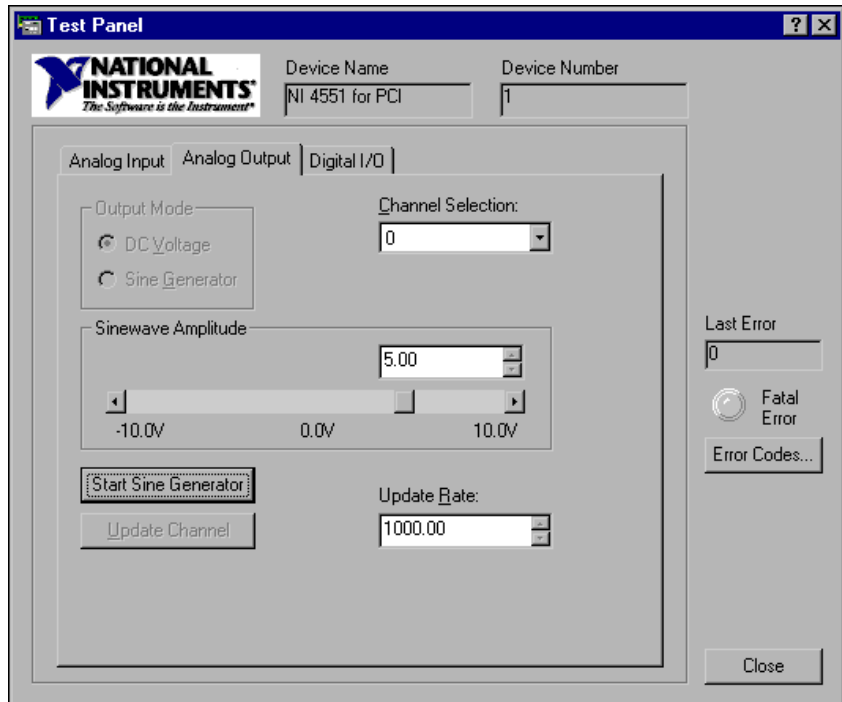 Test Panel
NATIONAL
INSTRUMENTS
The Software is the Instrument
Device Name
NI 4551 for PCI
Device Number
1
Analog Input
Analog Output
Digital I/O
Output Mode
DC Voltage
Sine Generator
Channel Selection:
0
Sinewave Amplitude
5.00
-10.0V
0.0V
10.0V
Start Sine Generator
Update Channel
Update Rate:
1000.00
Last Error
0
Fatal
Error
Error Codes...
Close